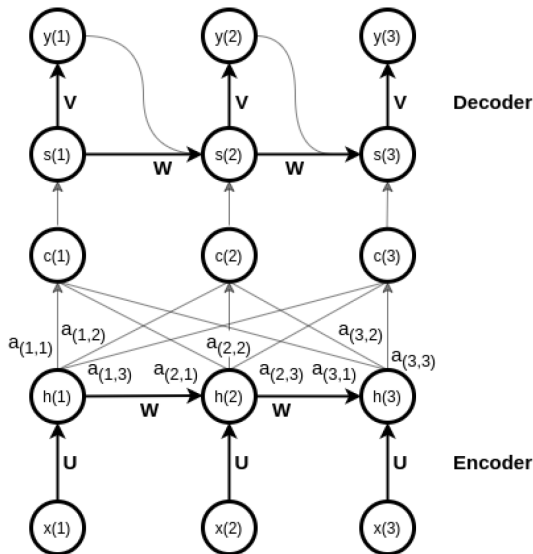 y(1) y(2) y(3)
V V V Decoder
s(1) s(2) s(3)
W W
c(1) c(2) c(3)
a(1,1) a(1,2) a(2,2) a(3,2)
a(1,3) a(2,1) a(2,3) a(3,1) a(3,3)
h(1) h(2) h(3)
W W
U U U Encoder
x(1) x(2) x(3)